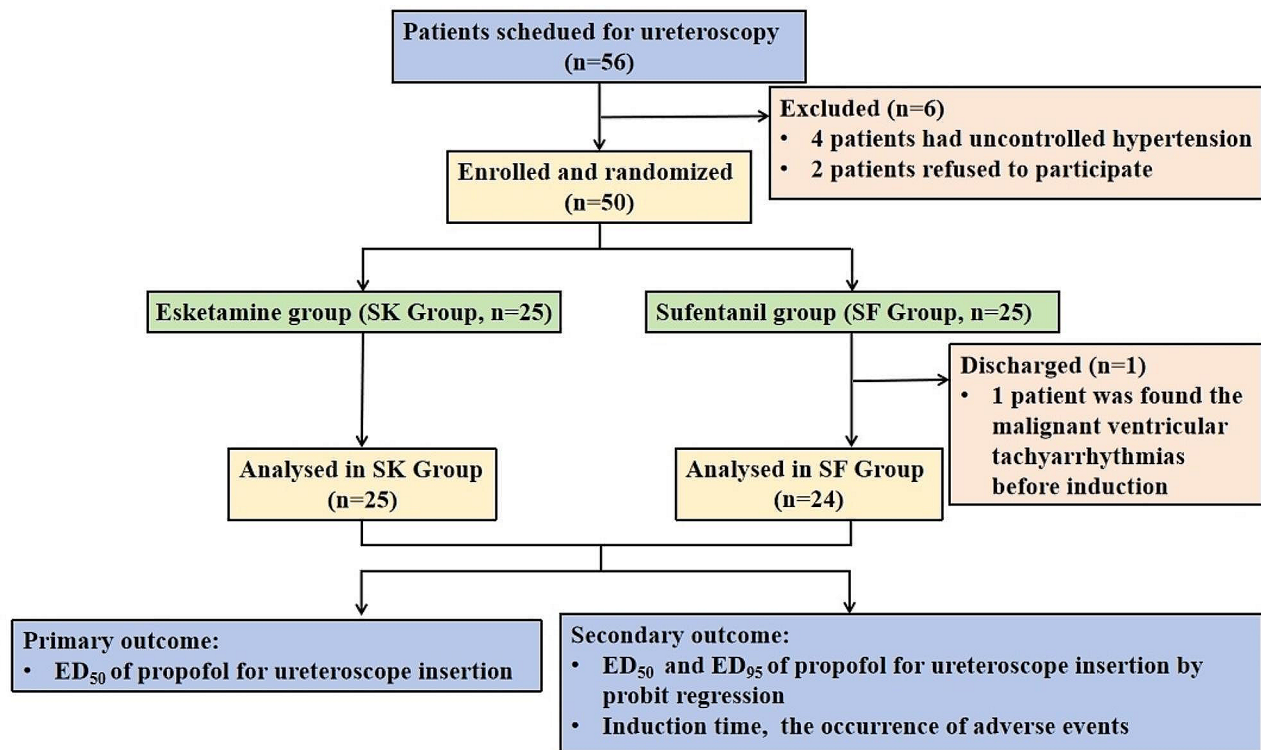 Patients schedued for ureteroscopy
(n=56)
Excluded (n=6)
• 4 patients had uncontrolled hypertension
• 2 patients refused to participate
Enrolled and randomized
(n=50)
Esketamine group (SK Group, n=25)
Sufentanil group (SF Group, n=25)
Discharged (n=1)
• 1 patient was found the
malignant ventricular
tachyarrhythmias
before induction
Analysed in SK Group
(n=25)
Analysed in SF Group
(n=24)
Primary outcome:
• ED50 of propofol for ureteroscope insertion
Secondary outcome:
• ED50 and ED95 of propofol for ureteroscope insertion by
probit regression
• Induction time, the occurrence of adverse events